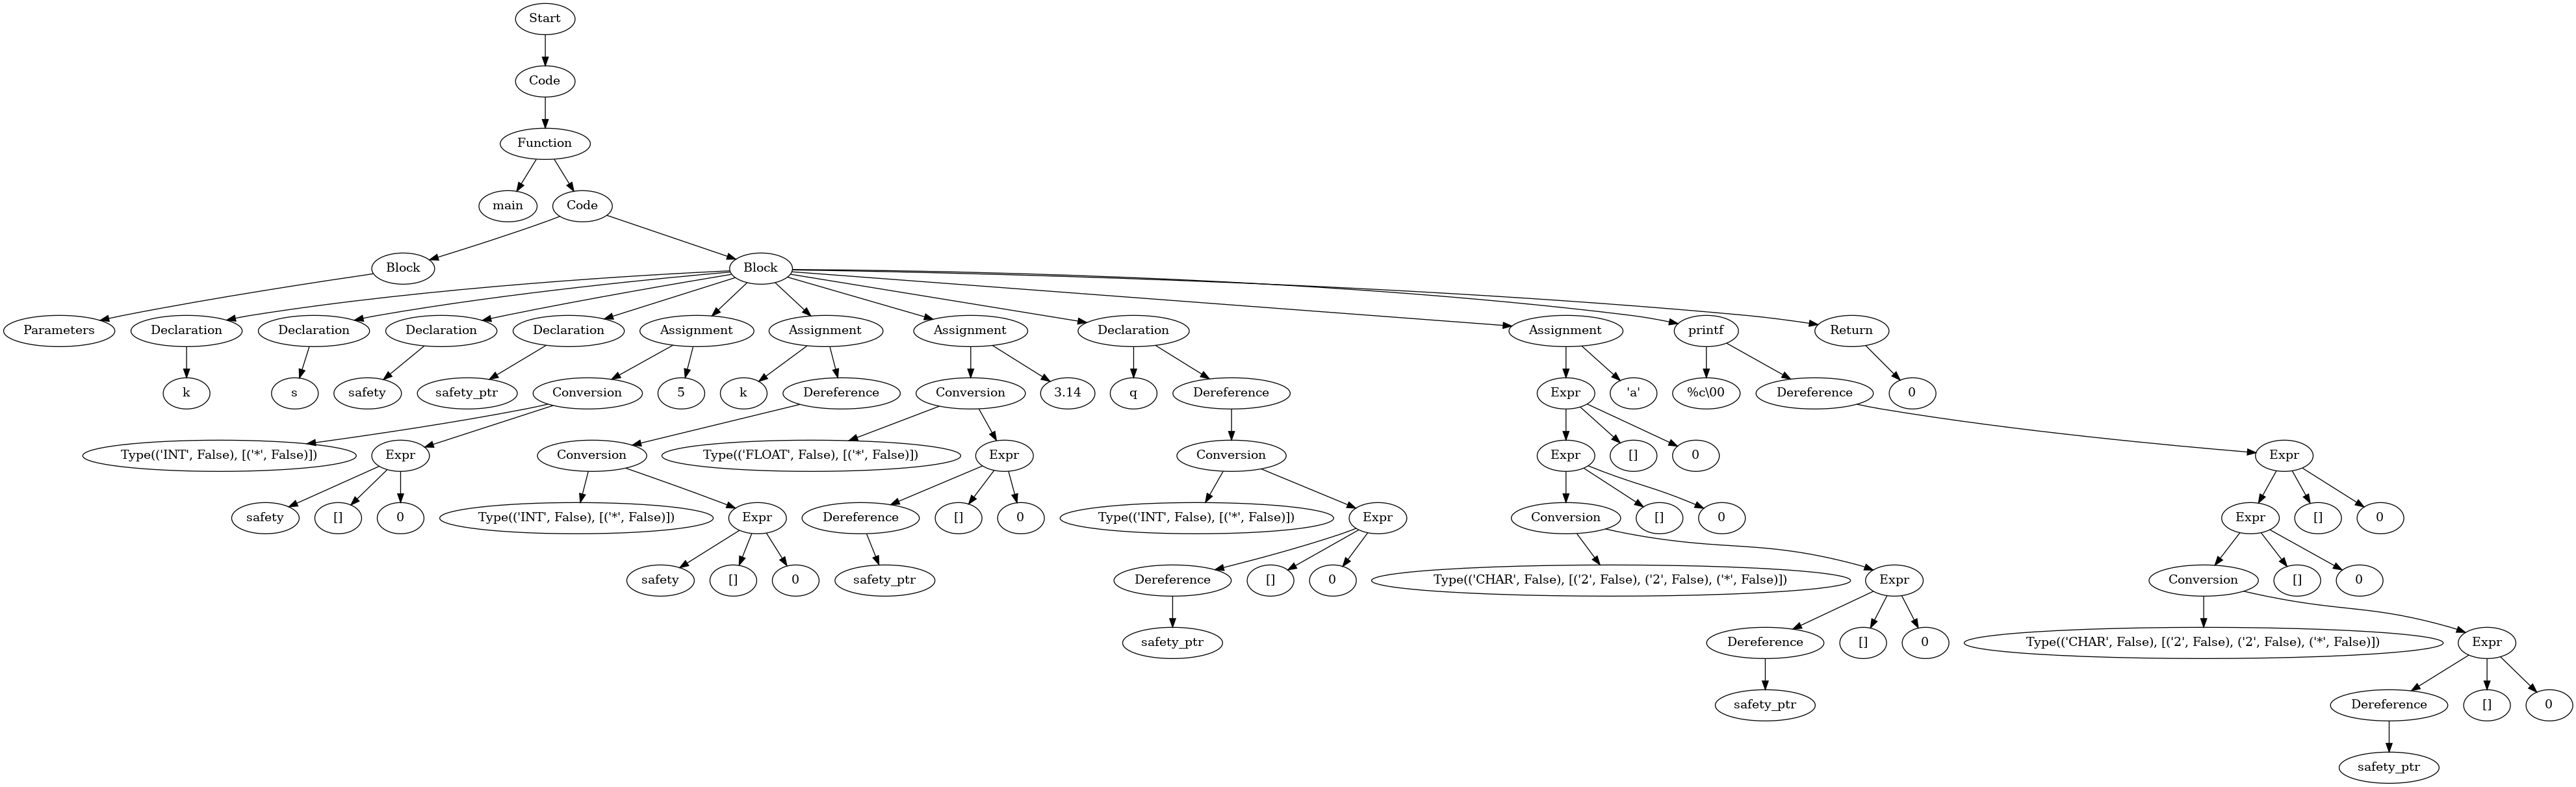 Start
Code
Function
main
Code
Block
Block
Parameters
Declaration
Declaration
Declaration
Declaration
Assignment
Assignment
Assignment
Declaration
Assignment
printf
Return
k
s
safety
safety_ptr
Conversion
5
k
Dereference
Conversion
3.14
q
Dereference
Expr
'a'
%c\00
Dereference
0
Type(('INT', False), [('*', False)])
Expr
Conversion
Type(('FLOAT', False), [('*', False)])
Expr
Conversion
Expr
[]
0
Expr
safety
[]
0
Type(('INT', False), [('*', False)])
Expr
Dereference
[]
0
Type(('INT', False), [('*', False)])
Expr
Conversion
[]
0
Expr
[]
0
safety
[]
0
safety_ptr
Dereference
[]
0
Type(('CHAR', False), [('2', False), ('2', False), ('*', False)])
Expr
Conversion
[]
0
safety_ptr
Dereference
[]
0
Type(('CHAR', False), [('2', False), ('2', False), ('*', False)])
Expr
safety_ptr
Dereference
[]
0
safety_ptr